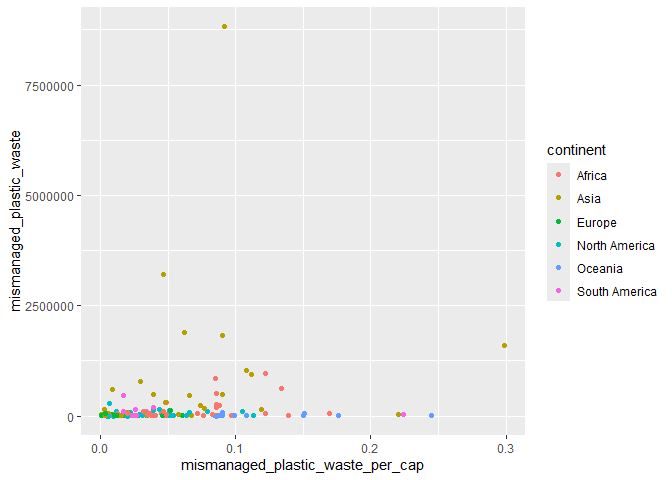 7500000
5000000
2500000
0
mismanaged_plastic_waste
0.0
0.1
0.2
0.3
mismanaged_plastic_waste_per_cap
continent
Africa
Asia
Europe
North America
Oceania
South America